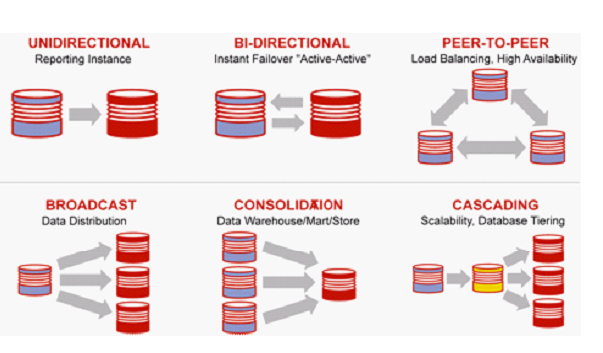 UNIDIRECTIONAL
Reporting Instance
BI-DIRECTIONAL
Instant Failover "Active-Active"
PEER-TO-PEER
Load Balancing, High Availability
BROADCAST
Data Distribution
CONSOLIDATION
Data Warehouse/Mart/Store
CASCADING
Scalability, Database Tiering